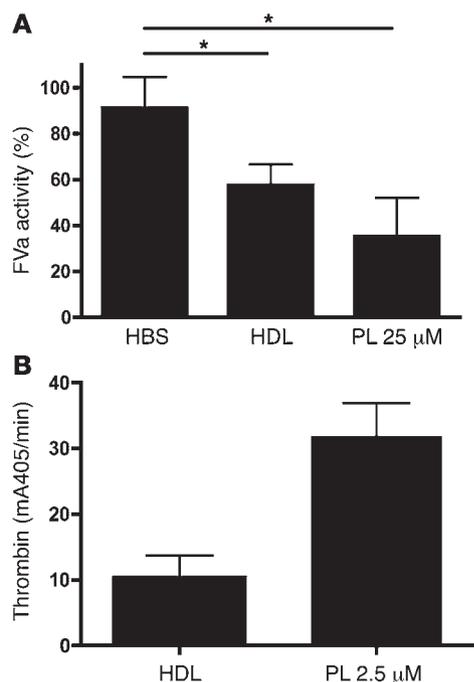 A
*
*
FVa activity (%)
100
80
60
40
20
0
HBS HDL PL 25 μM
B
Thrombin (mA405/min)
40
30
20
10
0
HDL PL 2.5 μM